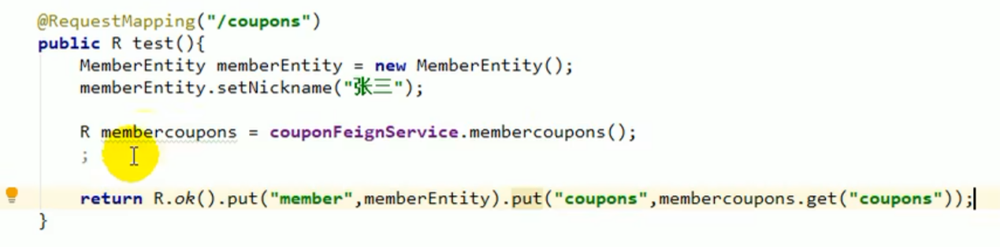 @RequestMapping("/coupons")
public R test(){
MemberEntity memberEntity = new MemberEntity();
memberEntity.setNickname("张三");
R membercoupons = couponFeignService.membercoupons();
;
return R.ok().put("member",memberEntity).put("coupons",membercoupons.get("coupons"));
}